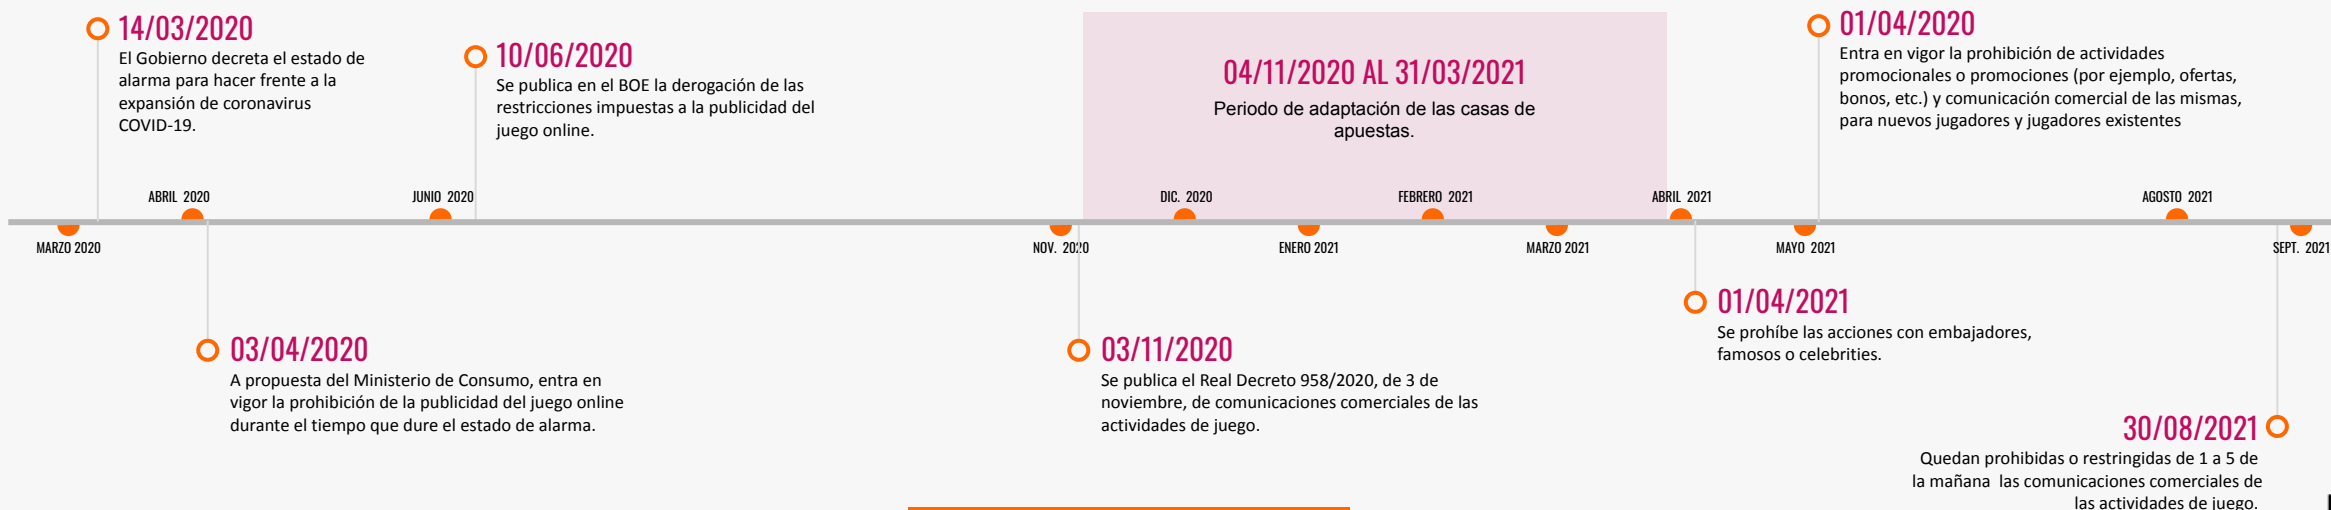 14/03/2020
El Gobierno decreta el estado de
alarma para hacer frente a la
expansión de coronavirus
COVID-19.
10/06/2020
Se publica en el BOE la derogación de las
restricciones impuestas a la publicidad del
juego online.
04/11/2020 AL 31/03/2021
Periodo de adaptación de las casas de
apuestas.
01/04/2020
Entra en vigor la prohibición de actividades
promocionales o promociones (por ejemplo, ofertas,
bonos, etc.) y comunicación comercial de las mismas,
para nuevos jugadores y jugadores existentes
ABRIL 2020
JUNIO 2020
DIC. 2020
FEBRERO 2021
ABRIL 2021
AGOSTO 2021
MARZO 2020
NOV. 2020
ENERO 2021
MARZO 2021
MAYO 2021
SEPT. 2021
03/04/2020
A propuesta del Ministerio de Consumo, entra en
vigor la prohibición de la publicidad del juego online
durante el tiempo que dure el estado de alarma.
03/11/2020
Se publica el Real Decreto 958/2020, de 3 de
noviembre, de comunicaciones comerciales de las
actividades de juego.
01/04/2021
Se prohíbe las acciones con embajadores,
famosos o celebrities.
30/08/2021
Quedan prohibidas o restringidas de 1 a 5 de
la mañana las comunicaciones comerciales de
las actividades de juego.